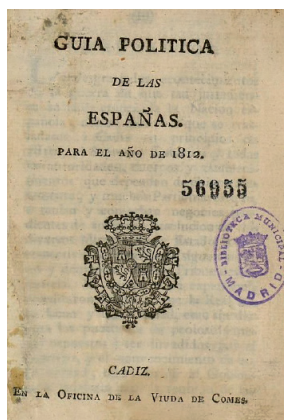 GUIA POLITICA
DE LAS
ESPAÑAS.
PARA EL AÑO DE 1812.
56955
BIBLIOTECA MUNICIPAL
MADRID
CADIZ.
EN LA OFICINA DE LA VIUDA DE COMES.